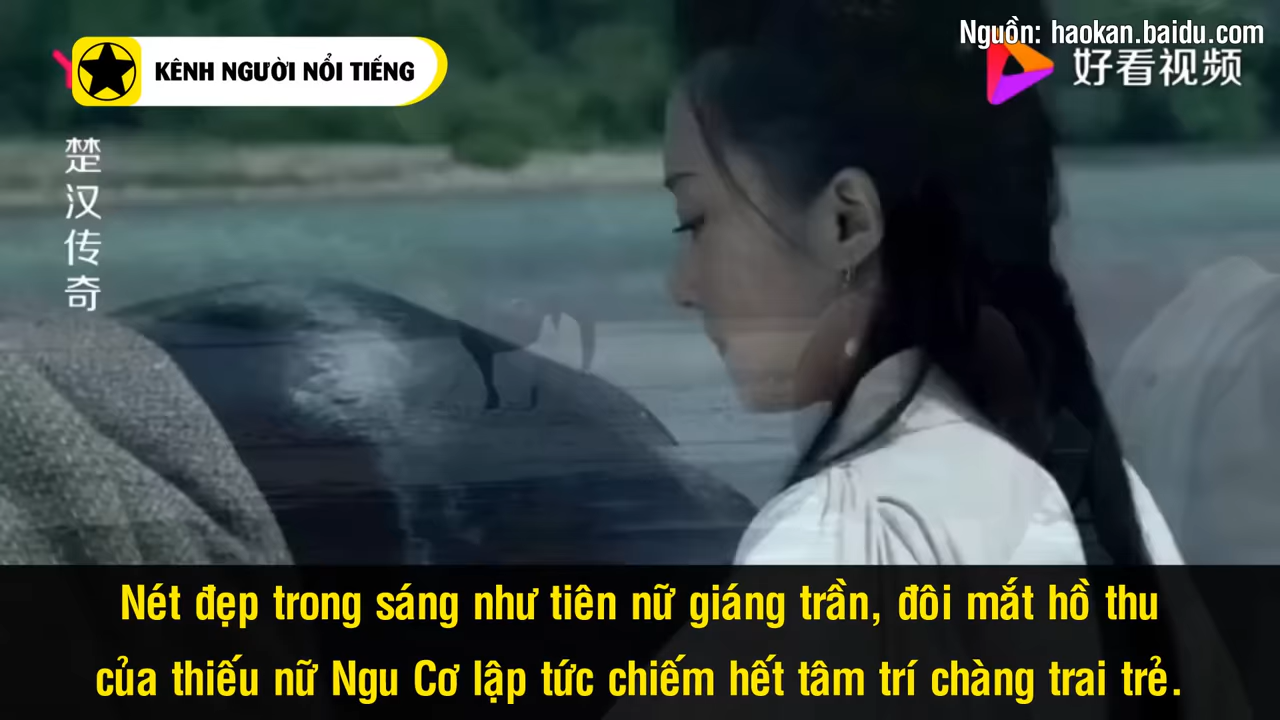 Nguồn: haokan.baidu.com
KÊNH NGƯỜI NỔI TIẾNG
好看视频
楚汉传奇
Nét đẹp trong sáng như tiên nữ giáng trần, đôi mắt hồ thu
của thiếu nữ Ngu Cơ lập tức chiếm hết tâm trí chàng trai trẻ.